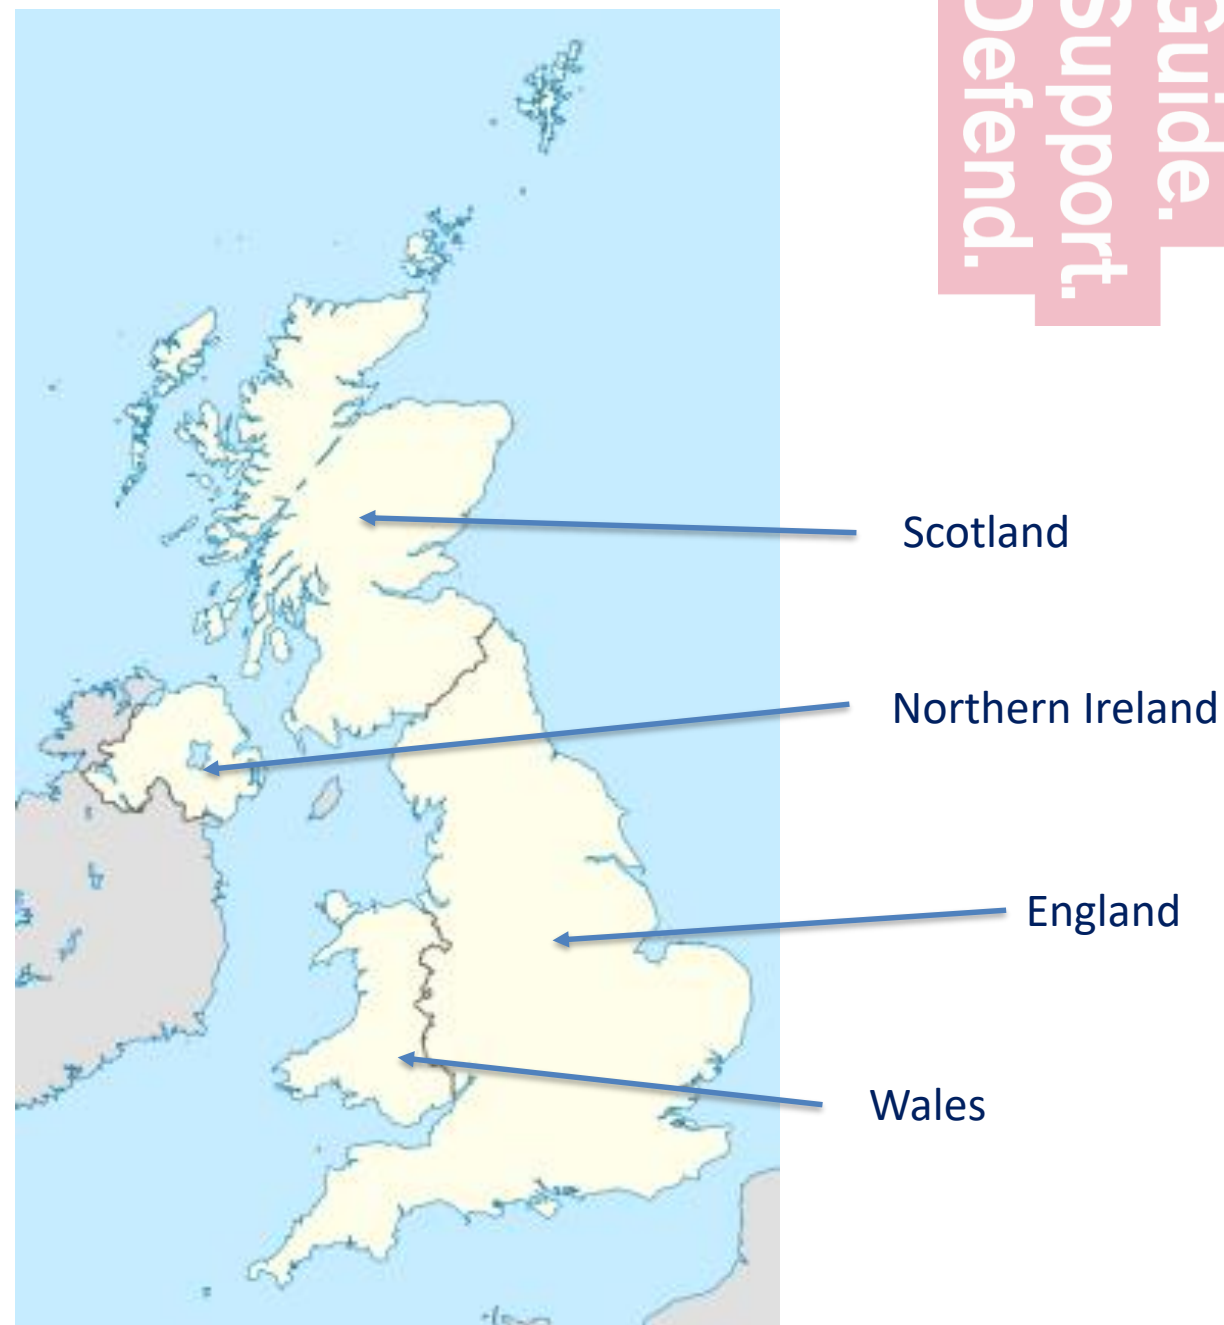 Guide.
Support.
Defend.
Scotland
Northern Ireland
England
Wales